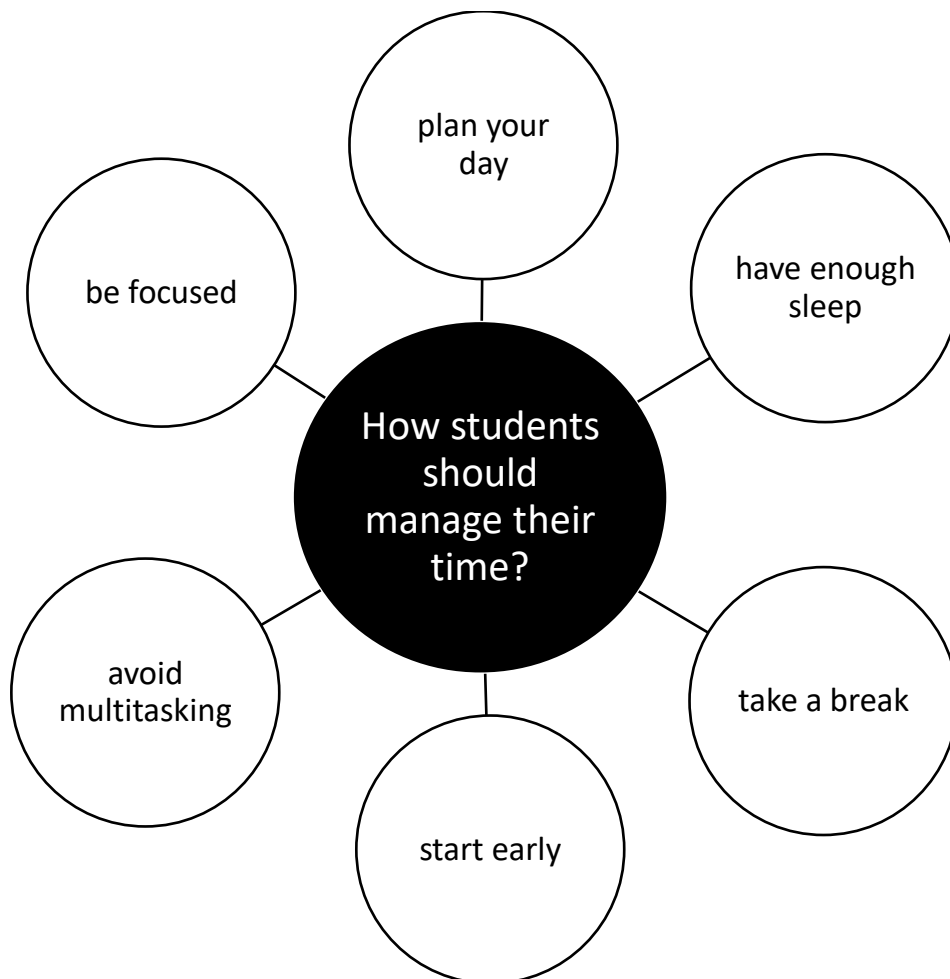 plan your
day
have enough
sleep
be focused
How students
should
manage their
time?
avoid
multitasking
take a break
start early